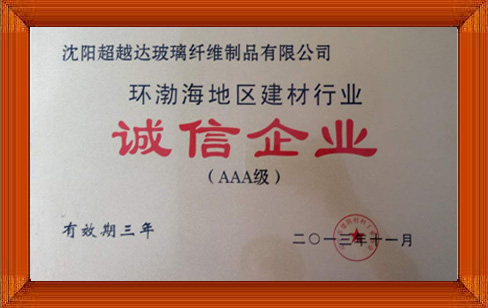 沈阳超越达玻璃纤维制品有限公司
环渤海地区建材行业
诚信企业
（AAA级）
有效期三年
二〇一三年十一月